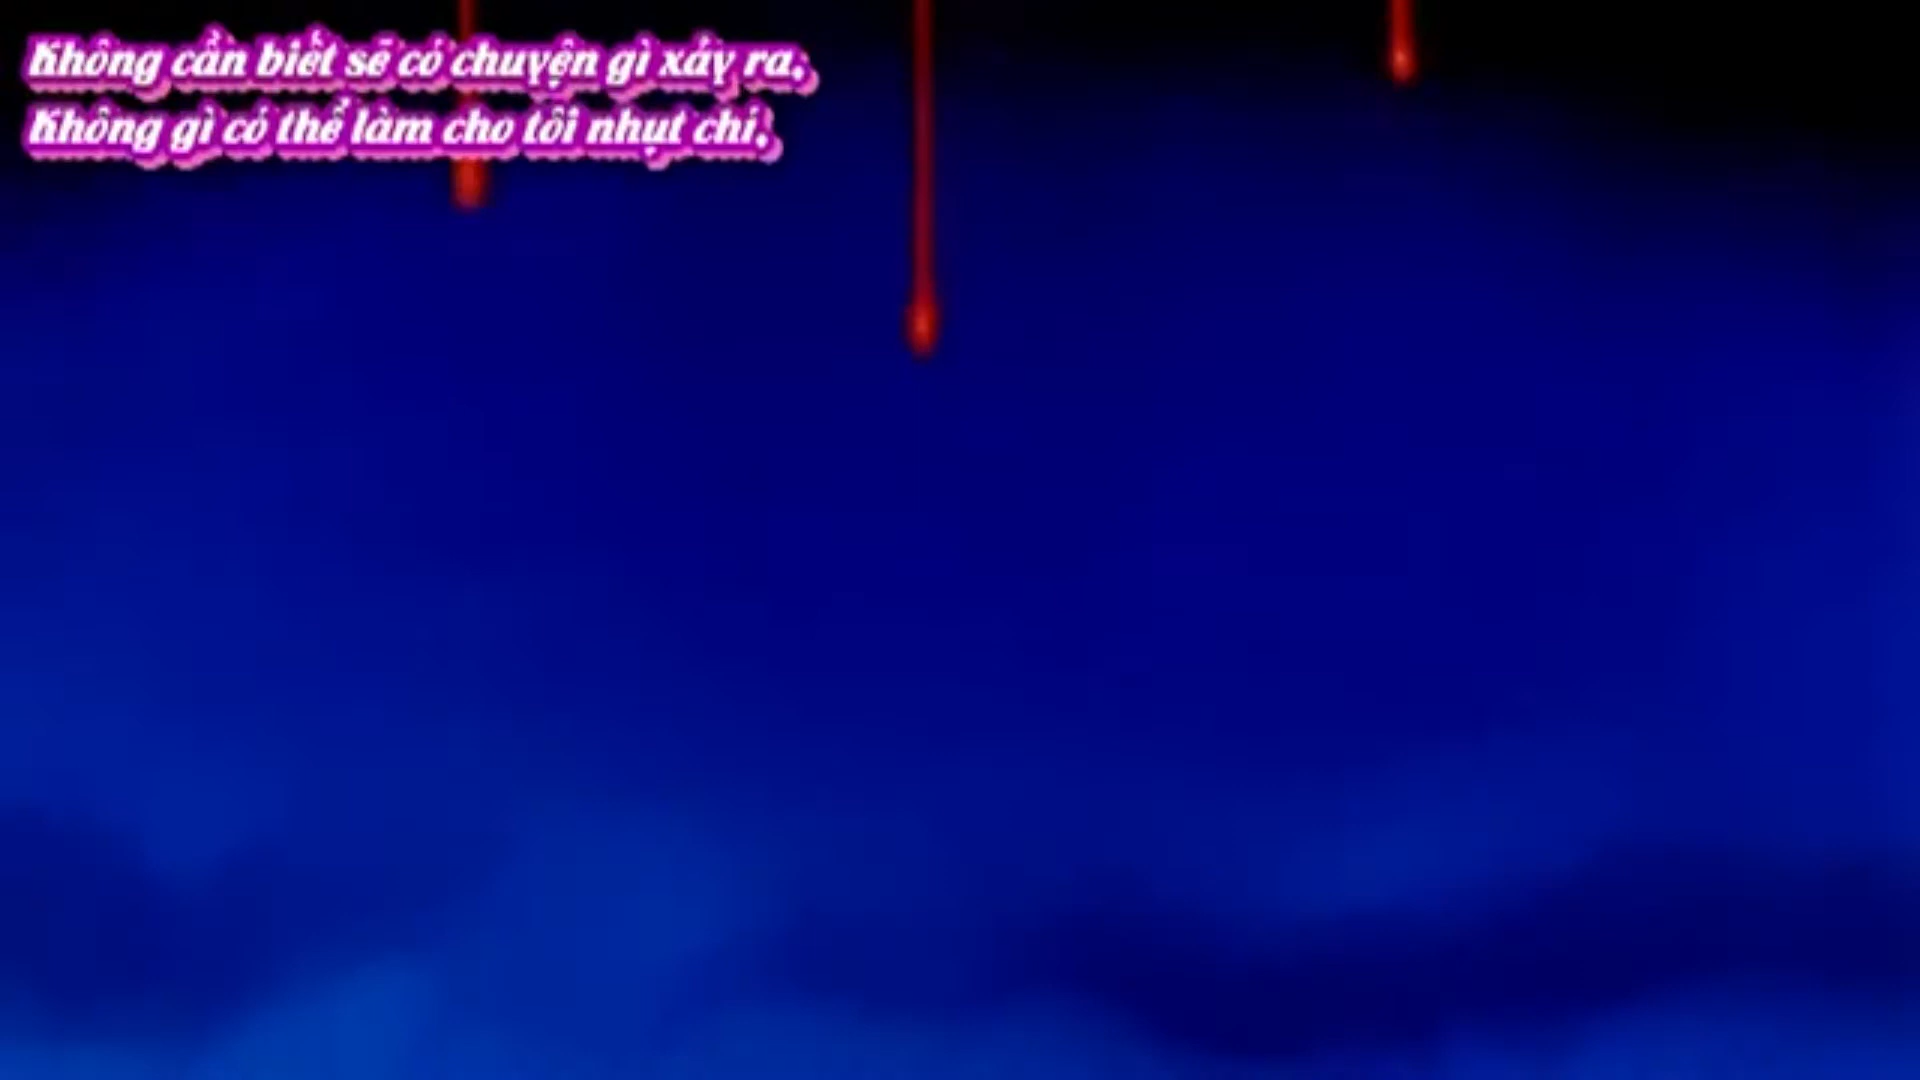 Không cần biết sẽ có chuyện gì xảy ra,
Không gì có thể làm cho tôi nhụt chí.